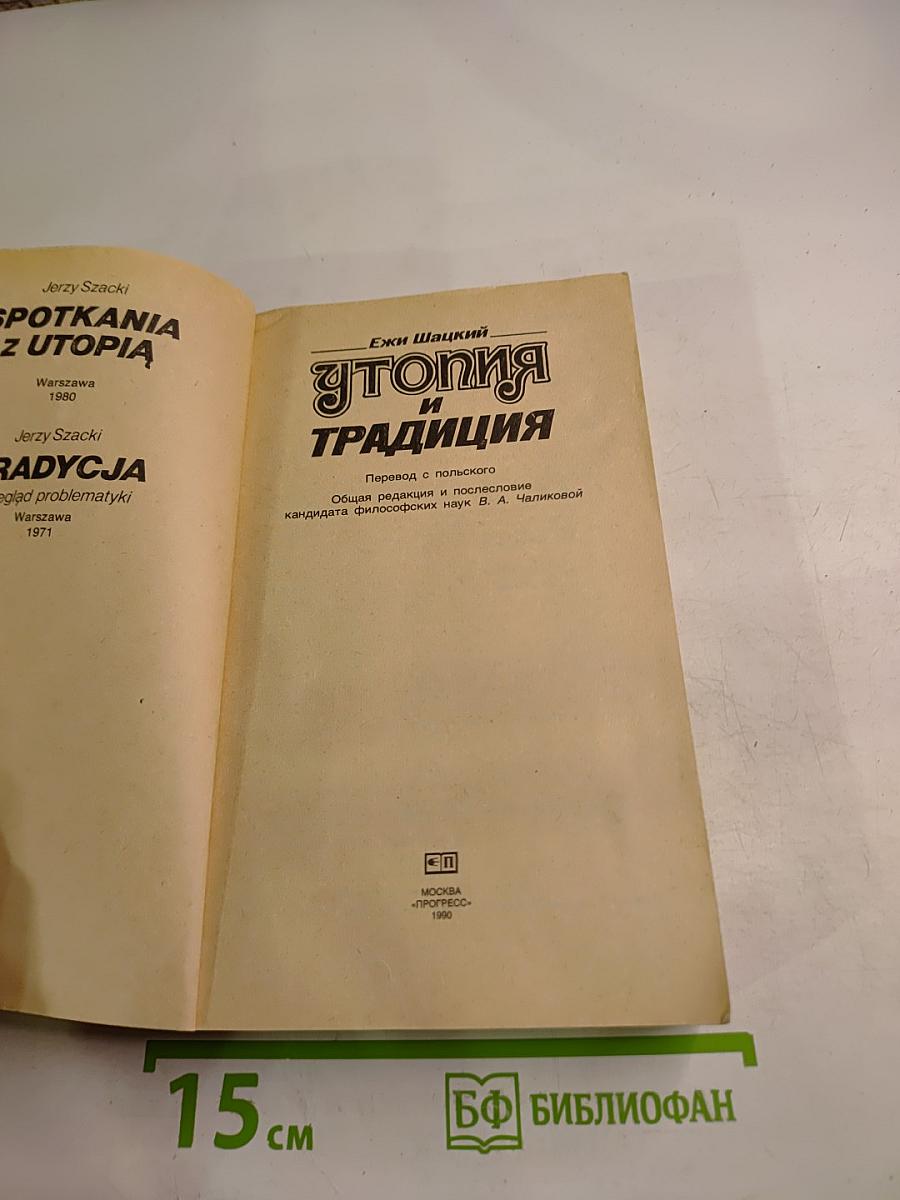 Jerzy Szacki
SPOTKANIA
Z UTOPIĄ
Warszawa
1980
Jerzy Szacki
RADYCJA
egląd problematyki
Warszawa
1971
Ежи Шацкий
УТОПИЯ
и
ТРАДИЦИЯ
Перевод с польского
Общая редакция и послесловие
кандидата философских наук В. А. Чаликовой
П
МОСКВА
«ПРОГРЕСС»
1990
15 см
БФ БИБЛИОФАН